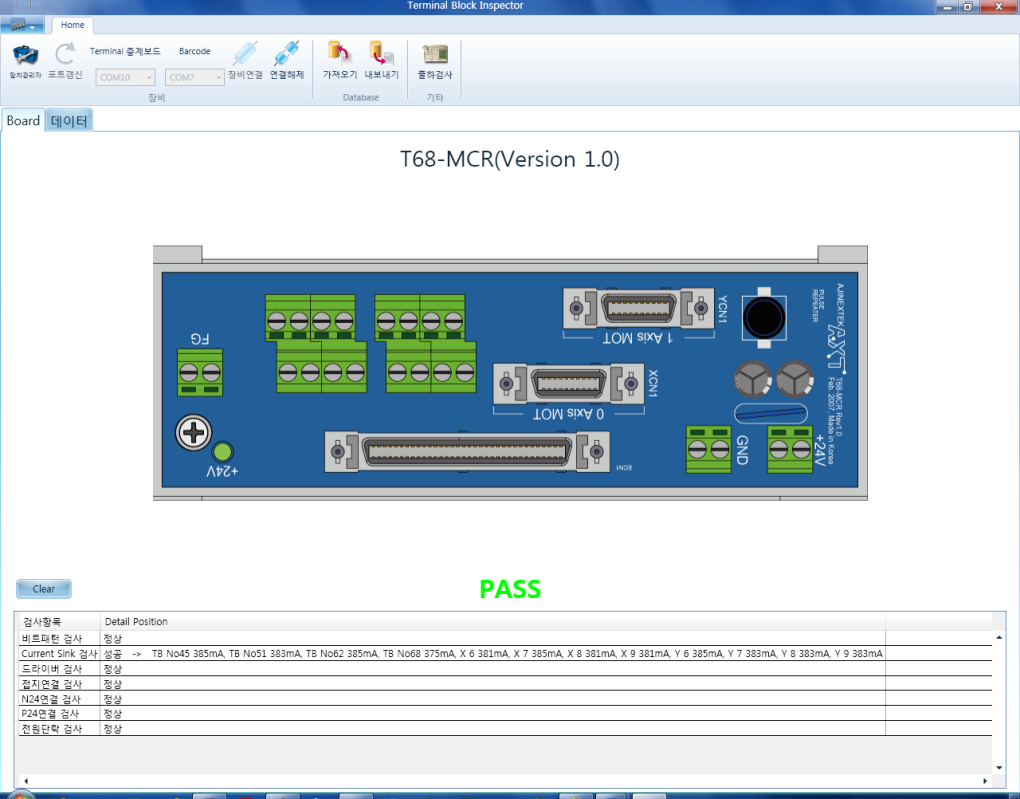 Terminal Block Inspector
Home
Terminal 중계보드 Barcode
COM10 COM7
장치관리자 포트갱신 장비연결 연결해제 가져오기 내보내기 출하검사
장비 Database 기타
Board 데이터
T68-MCR(Version 1.0)
FG
+24V
YCN1
1 Axis MOT
XCN1
0 Axis MOT
ECN1
PULSE
REPEATER
AJINEXTEK
AXT
T68-MCR Rev1.0
Feb. 2007, Made in Korea
GND
+24V
Clear
PASS
검사항목 Detail Position
비트패턴 검사 정상
Current Sink 검사 성공 -> TB No45 385mA, TB No51 383mA, TB No62 385mA, TB No68 375mA, X 6 381mA, X 7 385mA, X 8 381mA, X 9 381mA, Y 6 385mA, Y 7 383mA, Y 8 383mA, Y 9 383mA
드라이버 검사 정상
접지연결 검사 정상
N24연결 검사 정상
P24연결 검사 정상
전원단락 검사 정상